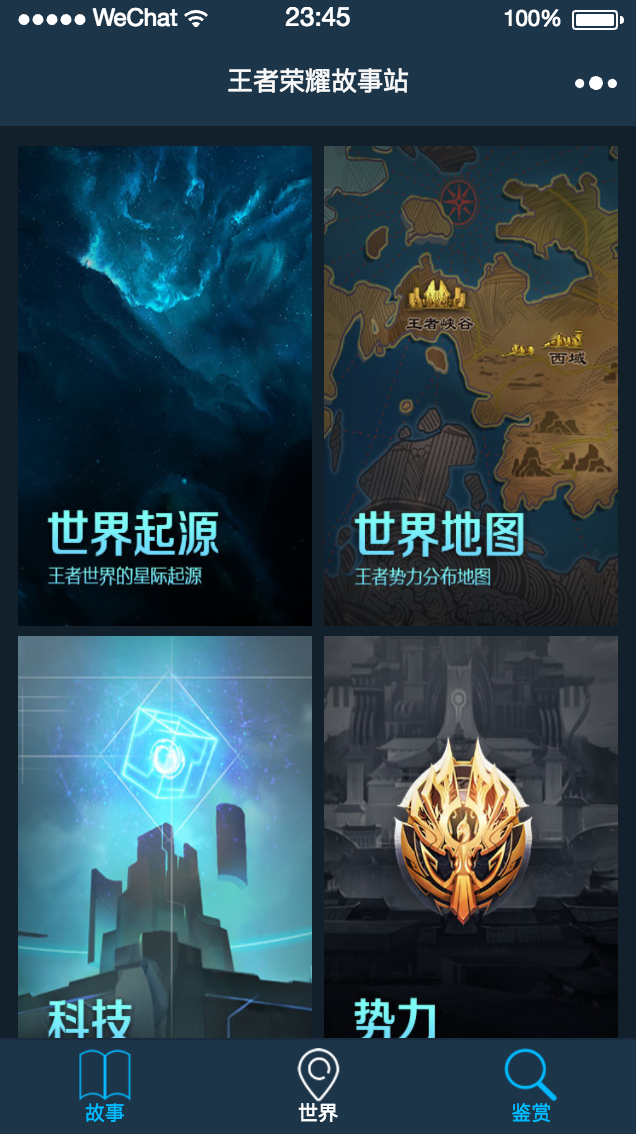 WeChat 23:45 100%
王者荣耀故事站
王者峡谷
西域
世界起源
王者世界的星际起源
世界地图
王者势力分布地图
科技
势力
故事
世界
鉴赏